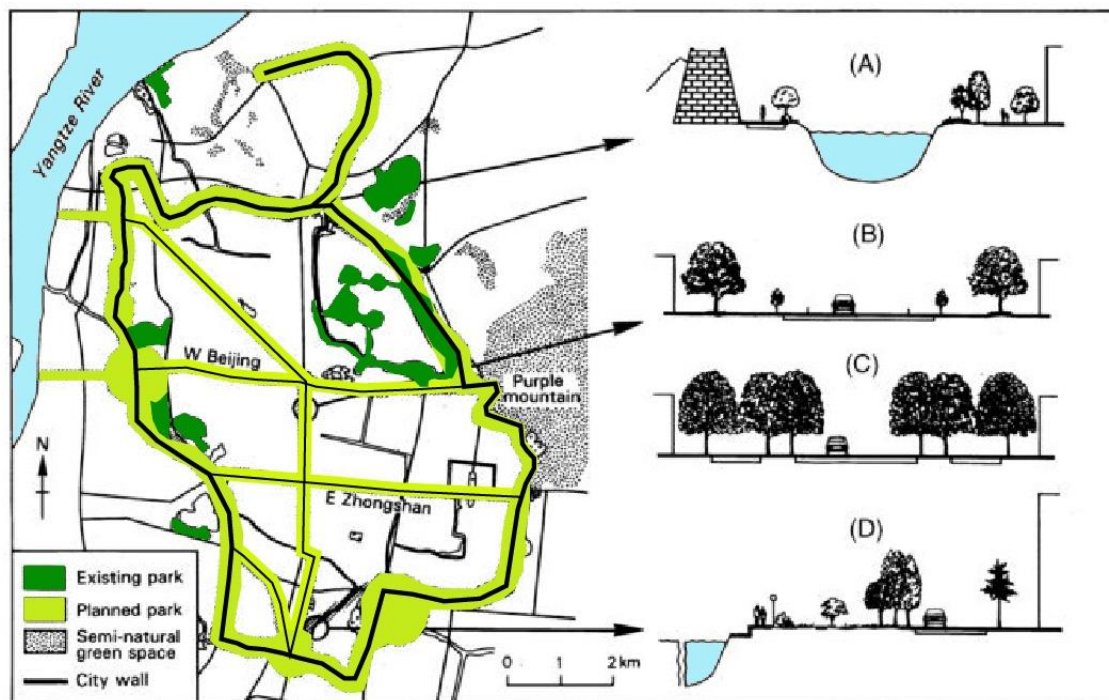 Yangtze River
W Beijing
Purple
mountain
E Zhongshan
N
Existing park
Planned park
Semi-natural
green space
City wall
0 1 2 km
(A)
(B)
(C)
(D)